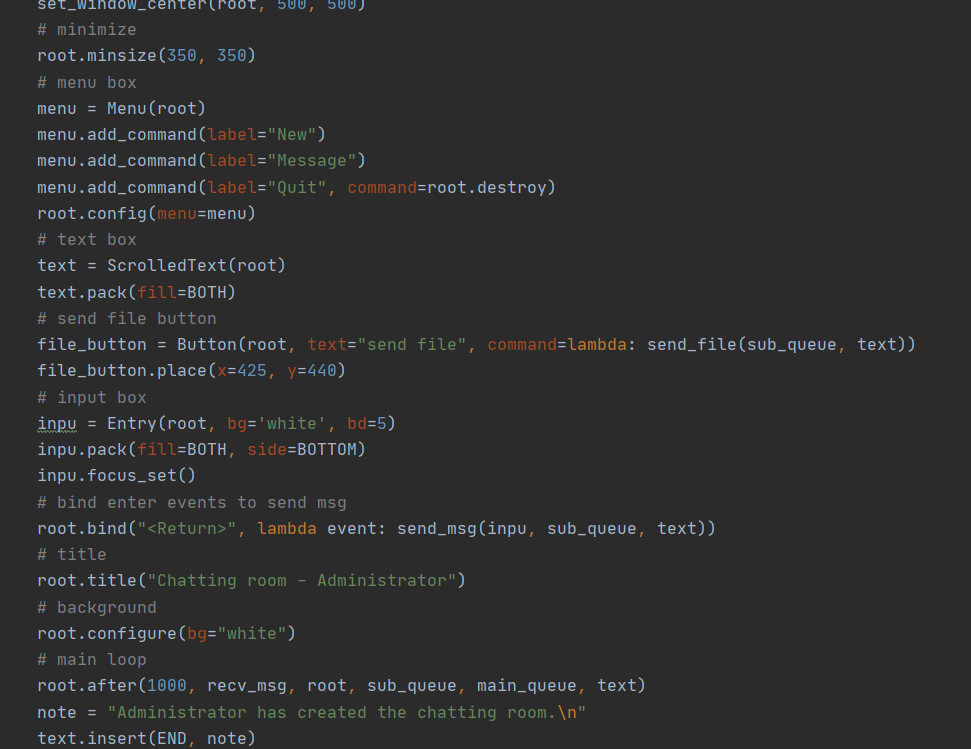 set_window_center(root, 500, 500)
# minimize
root.minsize(350, 350)
# menu box
menu = Menu(root)
menu.add_command(label="New")
menu.add_command(label="Message")
menu.add_command(label="Quit", command=root.destroy)
root.config(menu=menu)
# text box
text = ScrolledText(root)
text.pack(fill=BOTH)
# send file button
file_button = Button(root, text="send file", command=lambda: send_file(sub_queue, text))
file_button.place(x=425, y=440)
# input box
inpu = Entry(root, bg='white', bd=5)
inpu.pack(fill=BOTH, side=BOTTOM)
inpu.focus_set()
# bind enter events to send msg
root.bind("<Return>", lambda event: send_msg(inpu, sub_queue, text))
# title
root.title("Chatting room - Administrator")
# background
root.configure(bg="white")
# main loop
root.after(1000, recv_msg, root, sub_queue, main_queue, text)
note = "Administrator has created the chatting room.\n"
text.insert(END, note)